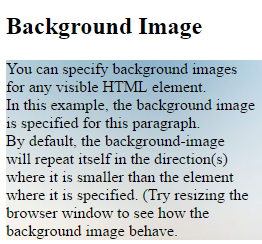 Background Image
You can specify background images
for any visible HTML element.
In this example, the background image
is specified for this paragraph.
By default, the background-image
will repeat itself in the direction(s)
where it is smaller than the element
where it is specified. (Try resizing the
browser window to see how the
background image behave.